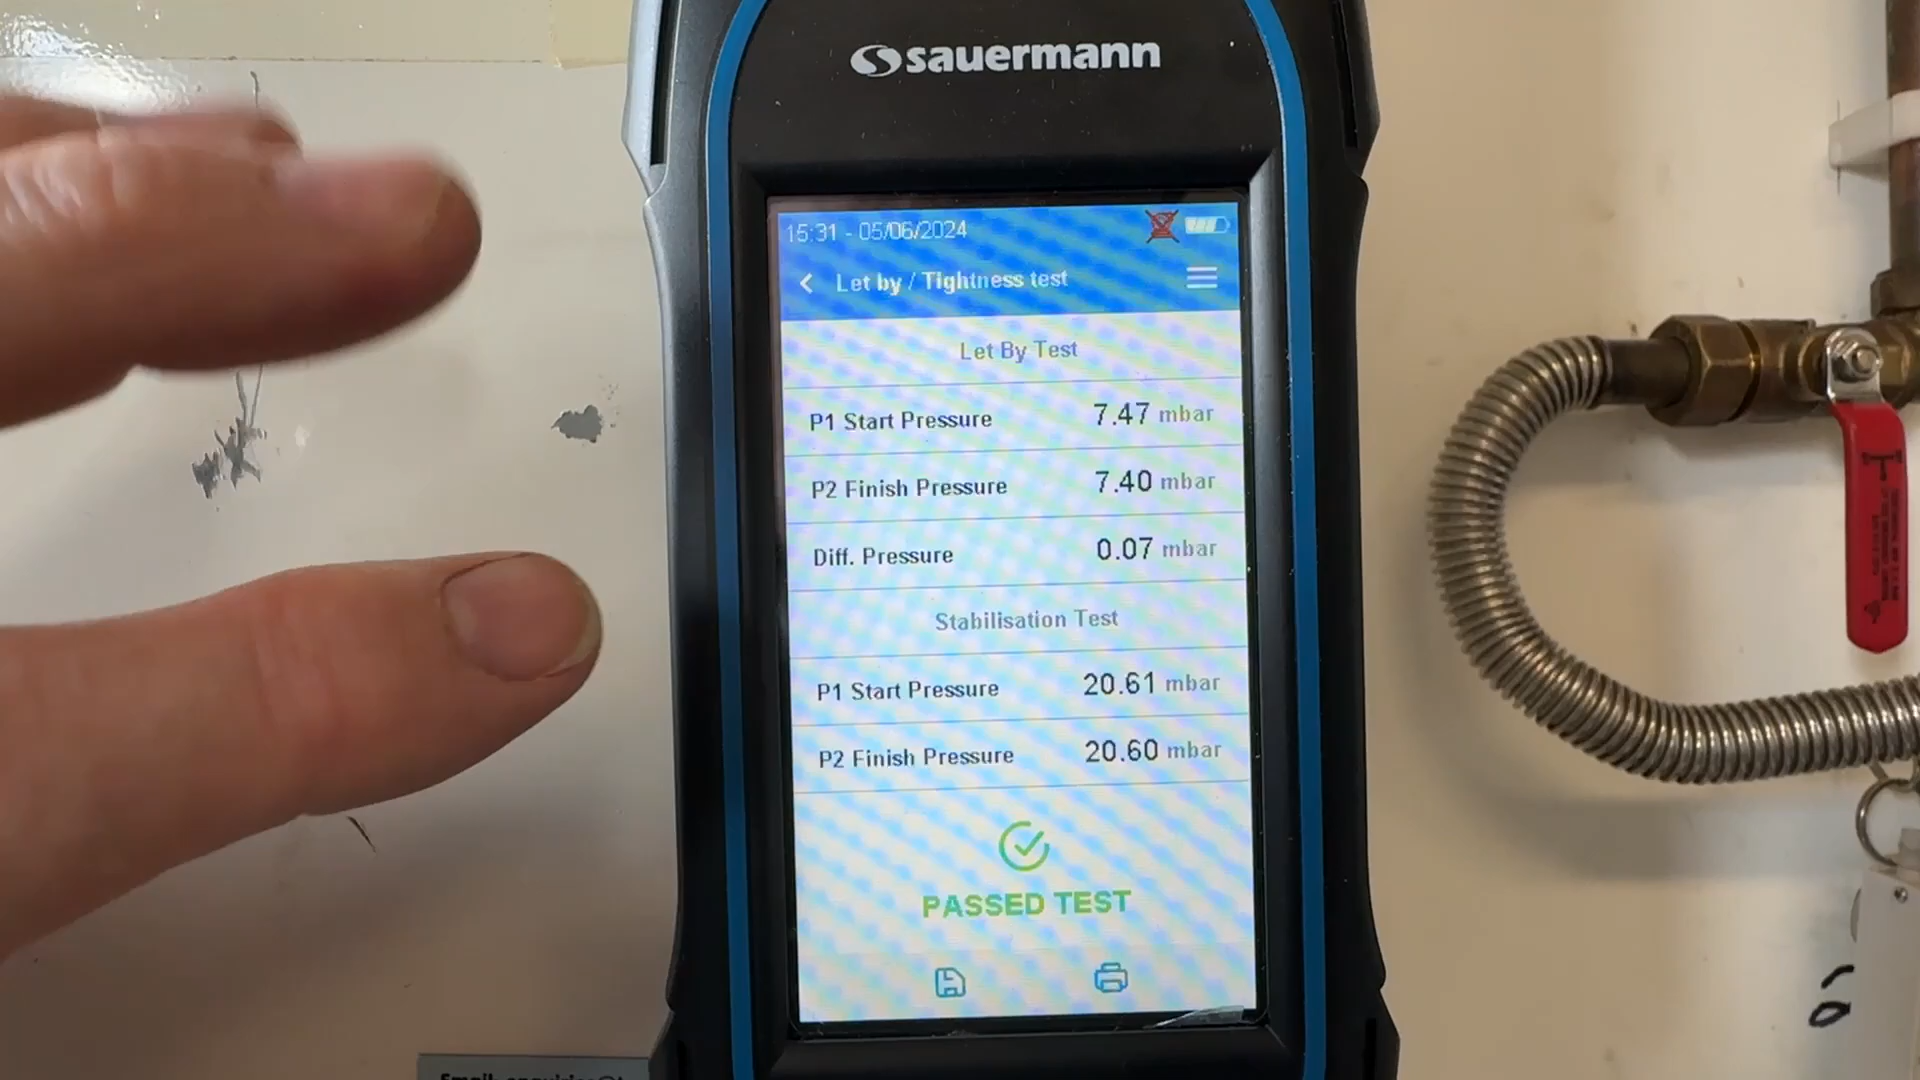 sauermann
15:31 - 05/06/2024
Let by / Tightness test
Let By Test
P1 Start Pressure 7.47 mbar
P2 Finish Pressure 7.40 mbar
Diff. Pressure 0.07 mbar
Stabilisation Test
P1 Start Pressure 20.61 mbar
P2 Finish Pressure 20.60 mbar
PASSED TEST